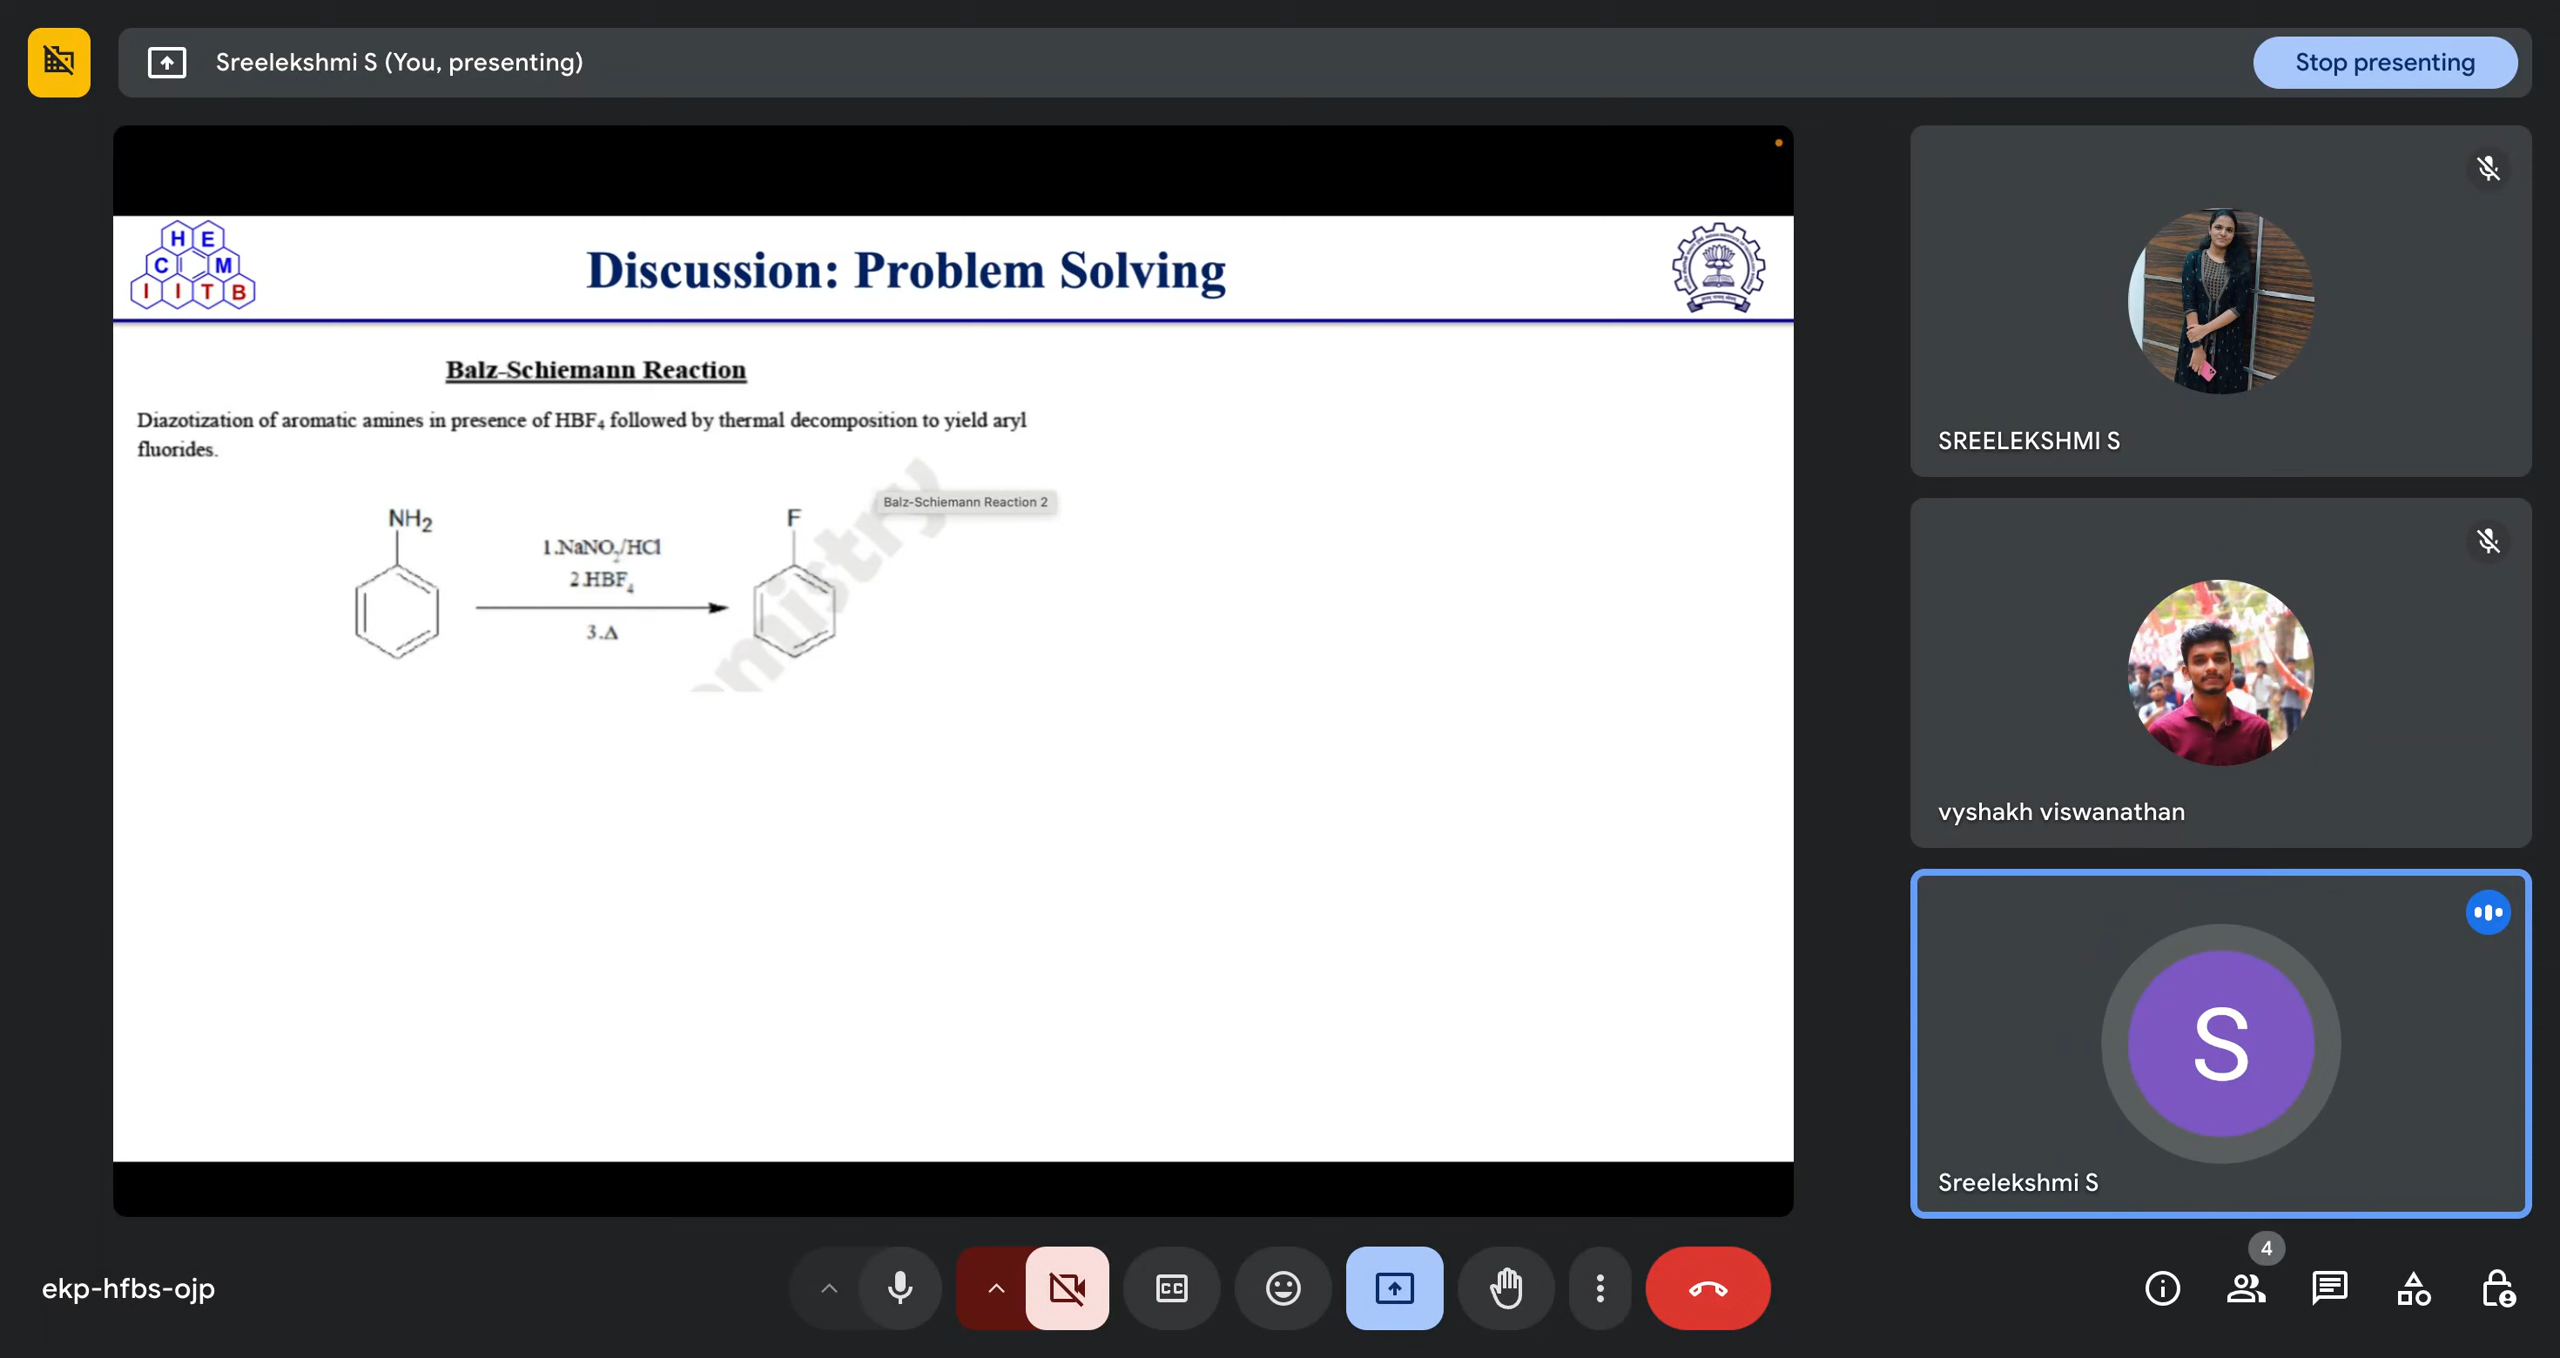 Sreelekshmi S (You, presenting)
Stop presenting
H E
C M
I I T B
Discussion: Problem Solving
Balz-Schiemann Reaction
Diazotization of aromatic amines in presence of HBF4 followed by thermal decomposition to yield aryl
fluorides.
Balz-Schiemann Reaction 2
NH2
F
1.NaNO2/HCl
2.HBF4
3.Δ
emistry
SREELEKSHMI S
vyshakh viswanathan
S
Sreelekshmi S
ekp-hfbs-ojp
CC
4